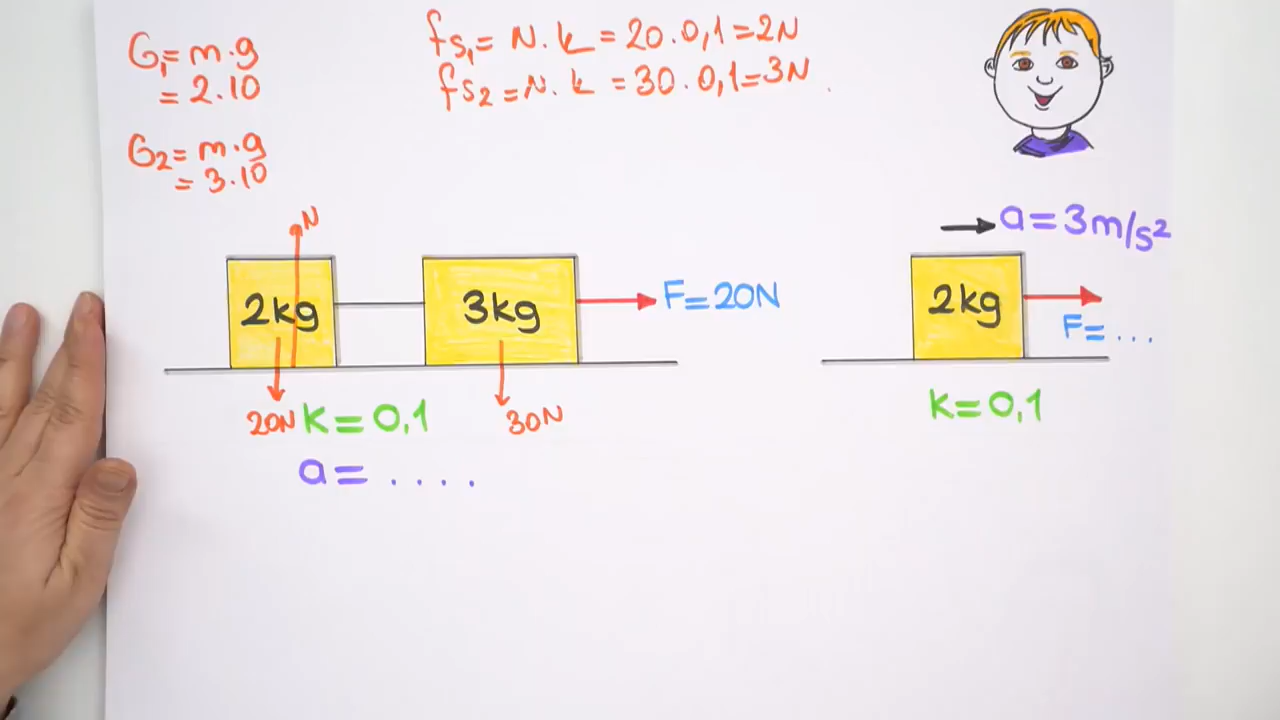 G₁= m.g
= 2.10
G₂= m.g
= 3.10
fs₁= N.k = 20.0,1=2N
fs₂=N.k = 30.0,1=3N
N
2kg
3kg
F=20N
20N
K=0,1
30N
a= ....
a=3m/s²
2kg
F=...
K=0,1